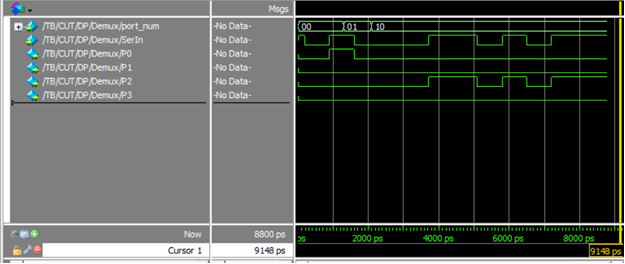 Msgs
/TB/CUT/DP/Demux/port_num -No Data- 00 01 10
/TB/CUT/DP/Demux/SerIn -No Data-
/TB/CUT/DP/Demux/P0 -No Data-
/TB/CUT/DP/Demux/P1 -No Data-
/TB/CUT/DP/Demux/P2 -No Data-
/TB/CUT/DP/Demux/P3 -No Data-
Now 8800 ps ps 2000 ps 4000 ps 6000 ps 8000 ps
Cursor 1 9148 ps 9148 ps